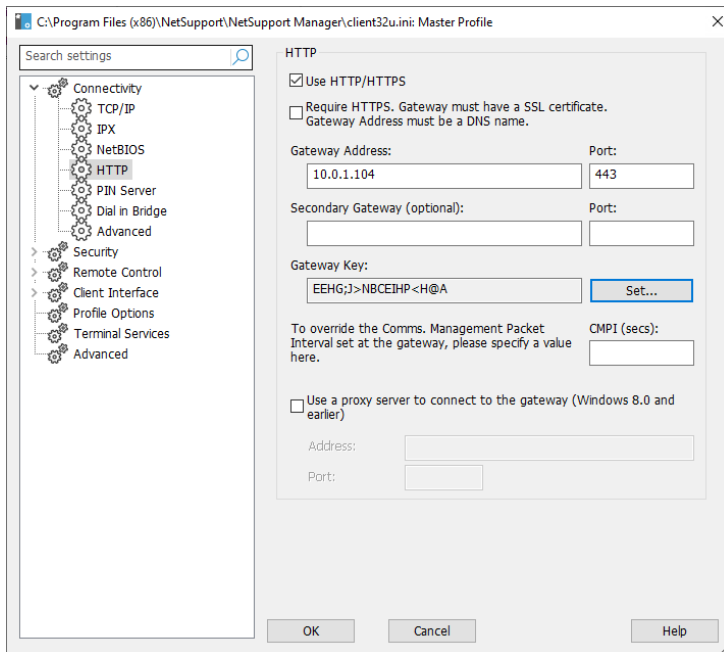 C:\Program Files (x86)\NetSupport\NetSupport Manager\client32u.ini: Master Profile
Search settings
Connectivity
TCP/IP
IPX
NetBIOS
HTTP
PIN Server
Dial in Bridge
Advanced
Security
Remote Control
Client Interface
Profile Options
Terminal Services
Advanced
HTTP
Use HTTP/HTTPS
Require HTTPS. Gateway must have a SSL certificate.
Gateway Address must be a DNS name.
Gateway Address:
Port:
10.0.1.104
443
Secondary Gateway (optional):
Port:
Gateway Key:
EEHG;J>NBCEIHP<H@A
Set...
To override the Comms. Management Packet
Interval set at the gateway, please specify a value
here.
CMPI (secs):
Use a proxy server to connect to the gateway (Windows 8.0 and
earlier)
Address:
Port:
OK
Cancel
Help